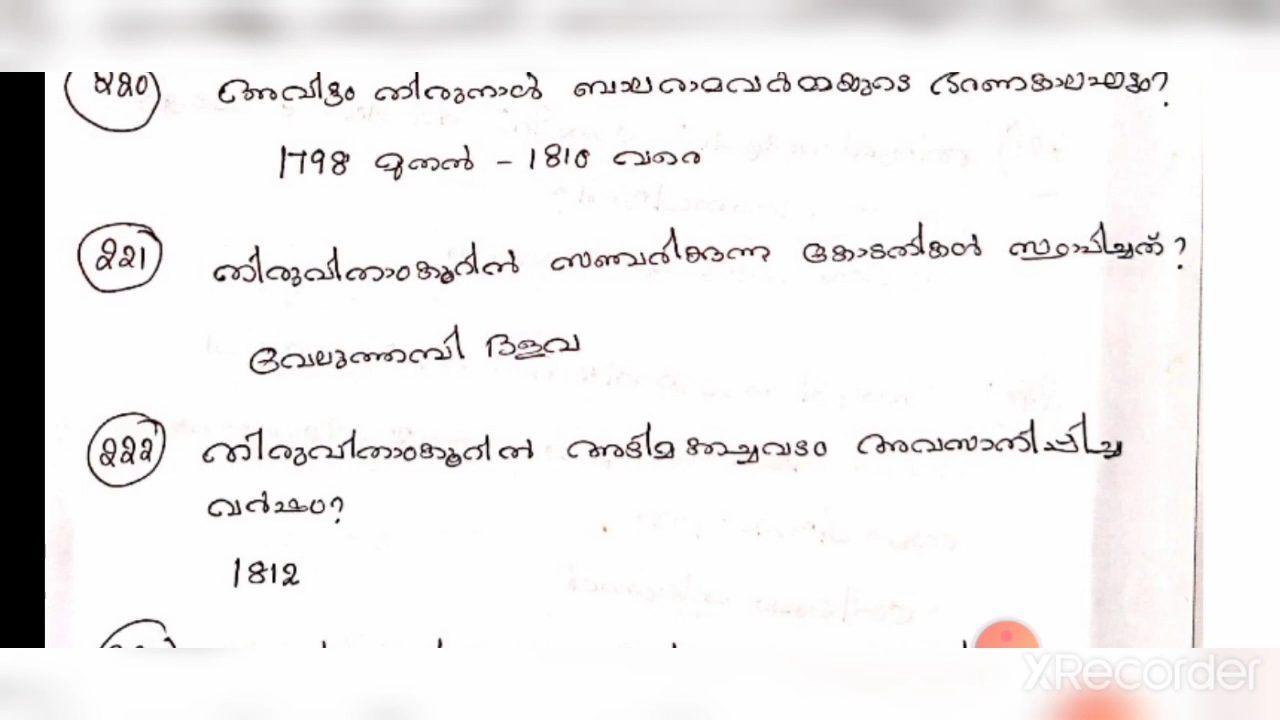 220 അവിട്ടം തിരുനാൾ ബാലരാമവർമ്മയുടെ ഭരണകാലഘട്ടം?
1798 മുതൽ - 1810 വരെ
221 തിരുവിതാംകൂറിൽ സഞ്ചരിക്കുന്ന കോടതികൾ സ്ഥാപിച്ചത്?
വേലുത്തമ്പി ദളവ
222 തിരുവിതാംകൂറിൽ അടിമ കച്ചവടം അവസാനിപ്പിച്ച
വർഷം?
1812
XRecorder